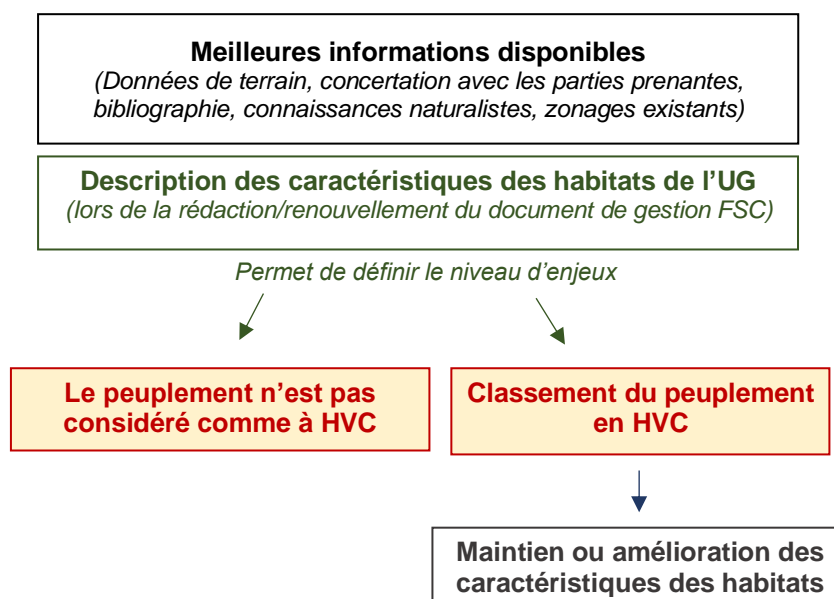 Meilleures informations disponibles
(Données de terrain, concertation avec les parties prenantes,
bibliographie, connaissances naturalistes, zonages existants)
Description des caractéristiques des habitats de l’UG
(lors de la rédaction/renouvellement du document de gestion FSC)
Permet de définir le niveau d’enjeux
Le peuplement n’est pas
considéré comme à HVC
Classement du peuplement
en HVC
Maintien ou amélioration des
caractéristiques des habitats